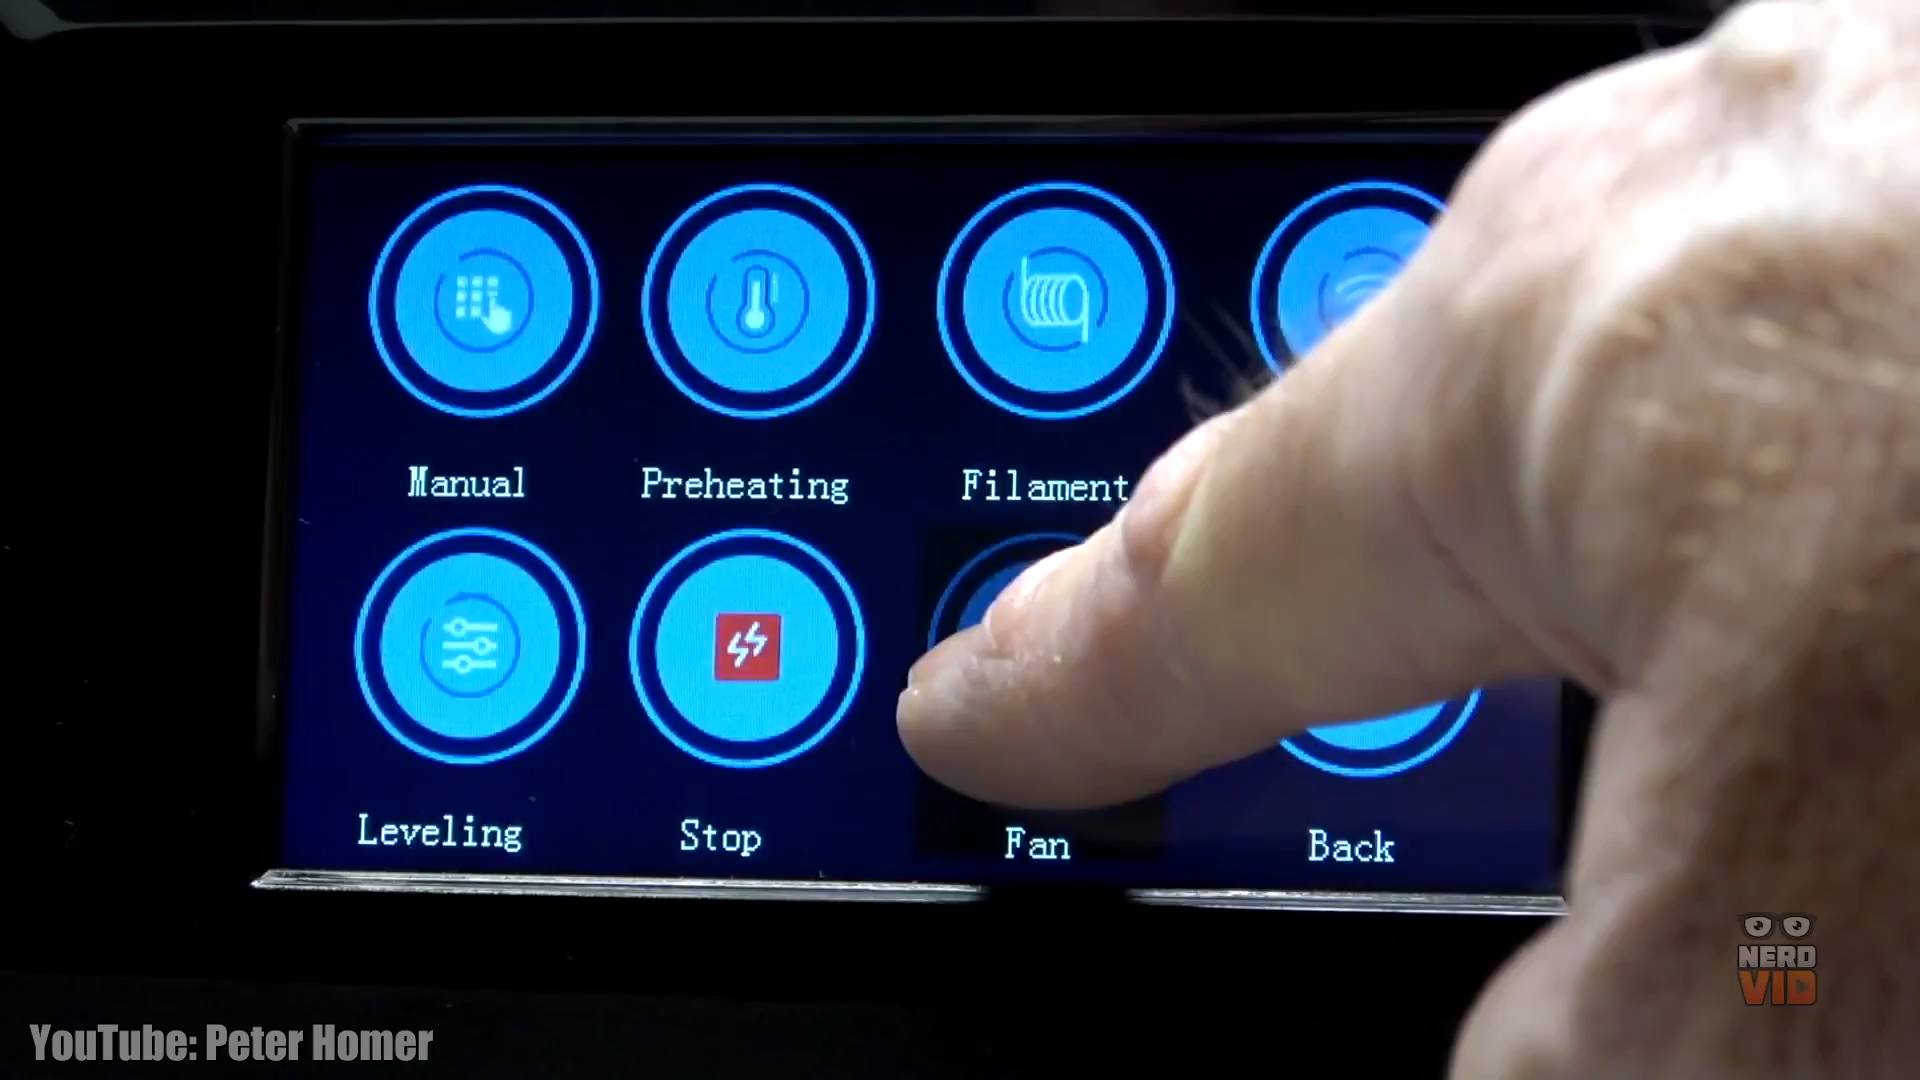 Manual Preheating Filament
Leveling Stop Fan Back
NERD
VID
YouTube: Peter Homer